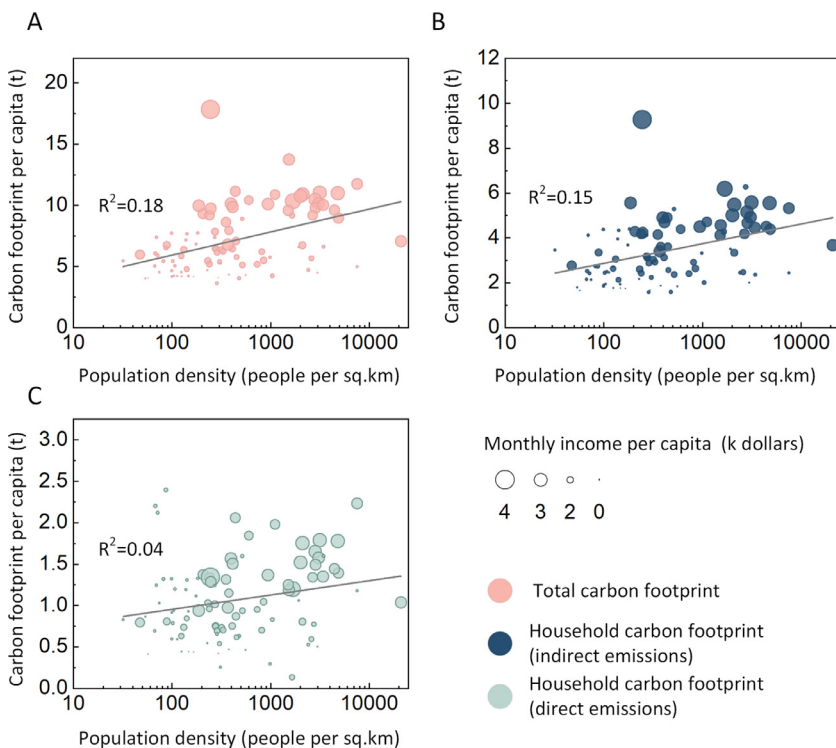 A
Carbon footprint per capita (t)
20
15
10
5
0
R²=0.18
10
100
1000
10000
Population density (people per sq.km)
B
Carbon footprint per capita (t)
12
10
8
6
4
2
0
R²=0.15
10
100
1000
10000
Population density (people per sq.km)
C
Carbon footprint per capita (t)
3.0
2.5
2.0
1.5
1.0
0.5
0.0
R²=0.04
10
100
1000
10000
Population density (people per sq.km)
Monthly income per capita (k dollars)
4 3 2 0
Total carbon footprint
Household carbon footprint
(indirect emissions)
Household carbon footprint
(direct emissions)